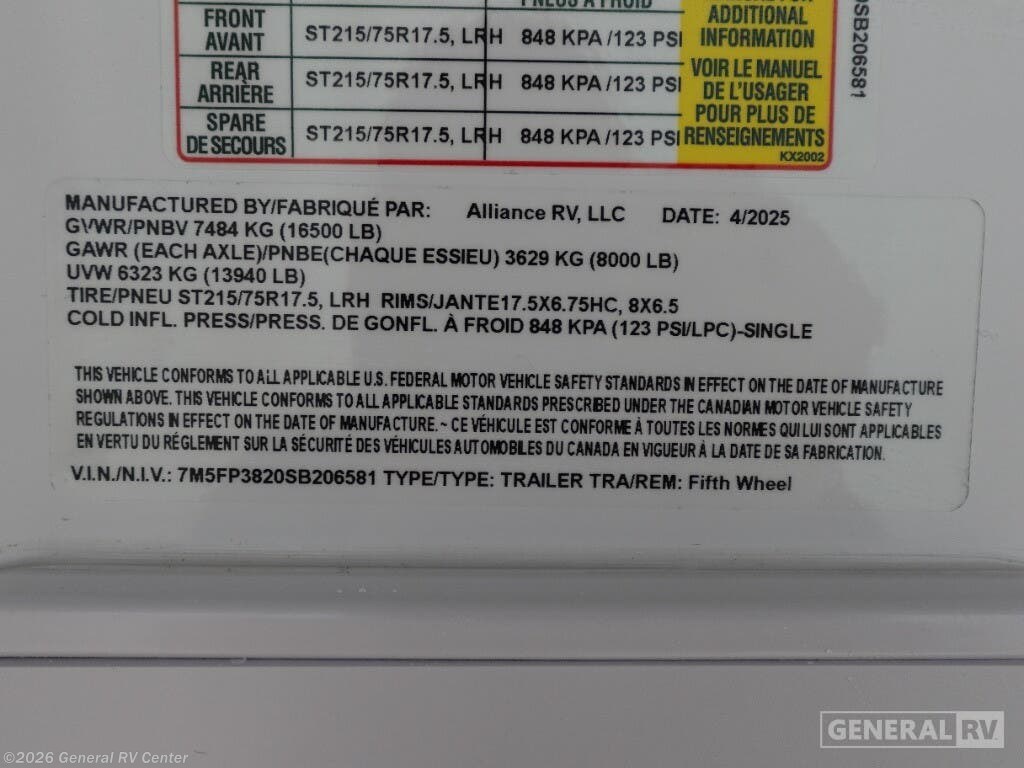 PNEUS À FROID
ADDITIONAL
INFORMATION
FRONT
AVANT
ST215/75R17.5, LRH
848 KPA /123 PSI
REAR
ARRIÈRE
ST215/75R17.5, LRH
848 KPA /123 PSI
SPARE
DE SECOURS
ST215/75R17.5, LRH
848 KPA /123 PSI
VOIR LE MANUEL
DE L'USAGER
POUR PLUS DE
RENSEIGNEMENTS
KX2002
0SB206581
MANUFACTURED BY/FABRIQUÉ PAR: Alliance RV, LLC DATE: 4/2025
GVWR/PNBV 7484 KG (16500 LB)
GAWR (EACH AXLE)/PNBE(CHAQUE ESSIEU) 3629 KG (8000 LB)
UVW 6323 KG (13940 LB)
TIRE/PNEU ST215/75R17.5, LRH RIMS/JANTE17.5X6.75HC, 8X6.5
COLD INFL. PRESS/PRESS. DE GONFL. À FROID 848 KPA (123 PSI/LPC)-SINGLE
THIS VEHICLE CONFORMS TO ALL APPLICABLE U.S. FEDERAL MOTOR VEHICLE SAFETY STANDARDS IN EFFECT ON THE DATE OF MANUFACTURE
SHOWN ABOVE. THIS VEHICLE CONFORMS TO ALL APPLICABLE STANDARDS PRESCRIBED UNDER THE CANADIAN MOTOR VEHICLE SAFETY
REGULATIONS IN EFFECT ON THE DATE OF MANUFACTURE. ~ CE VÉHICULE EST CONFORME À TOUTES LES NORMES QUI LUI SONT APPLICABLES
EN VERTU DU RÉGLEMENT SUR LA SÉCURITÉ DES VÉHICULES AUTOMOBILES DU CANADA EN VIGUEUR À LA DATE DE SA FABRICATION.
V.I.N./N.I.V.: 7M5FP3820SB206581 TYPE/TYPE: TRAILER TRA/REM: Fifth Wheel
GENERAL RV
©2026 General RV Center